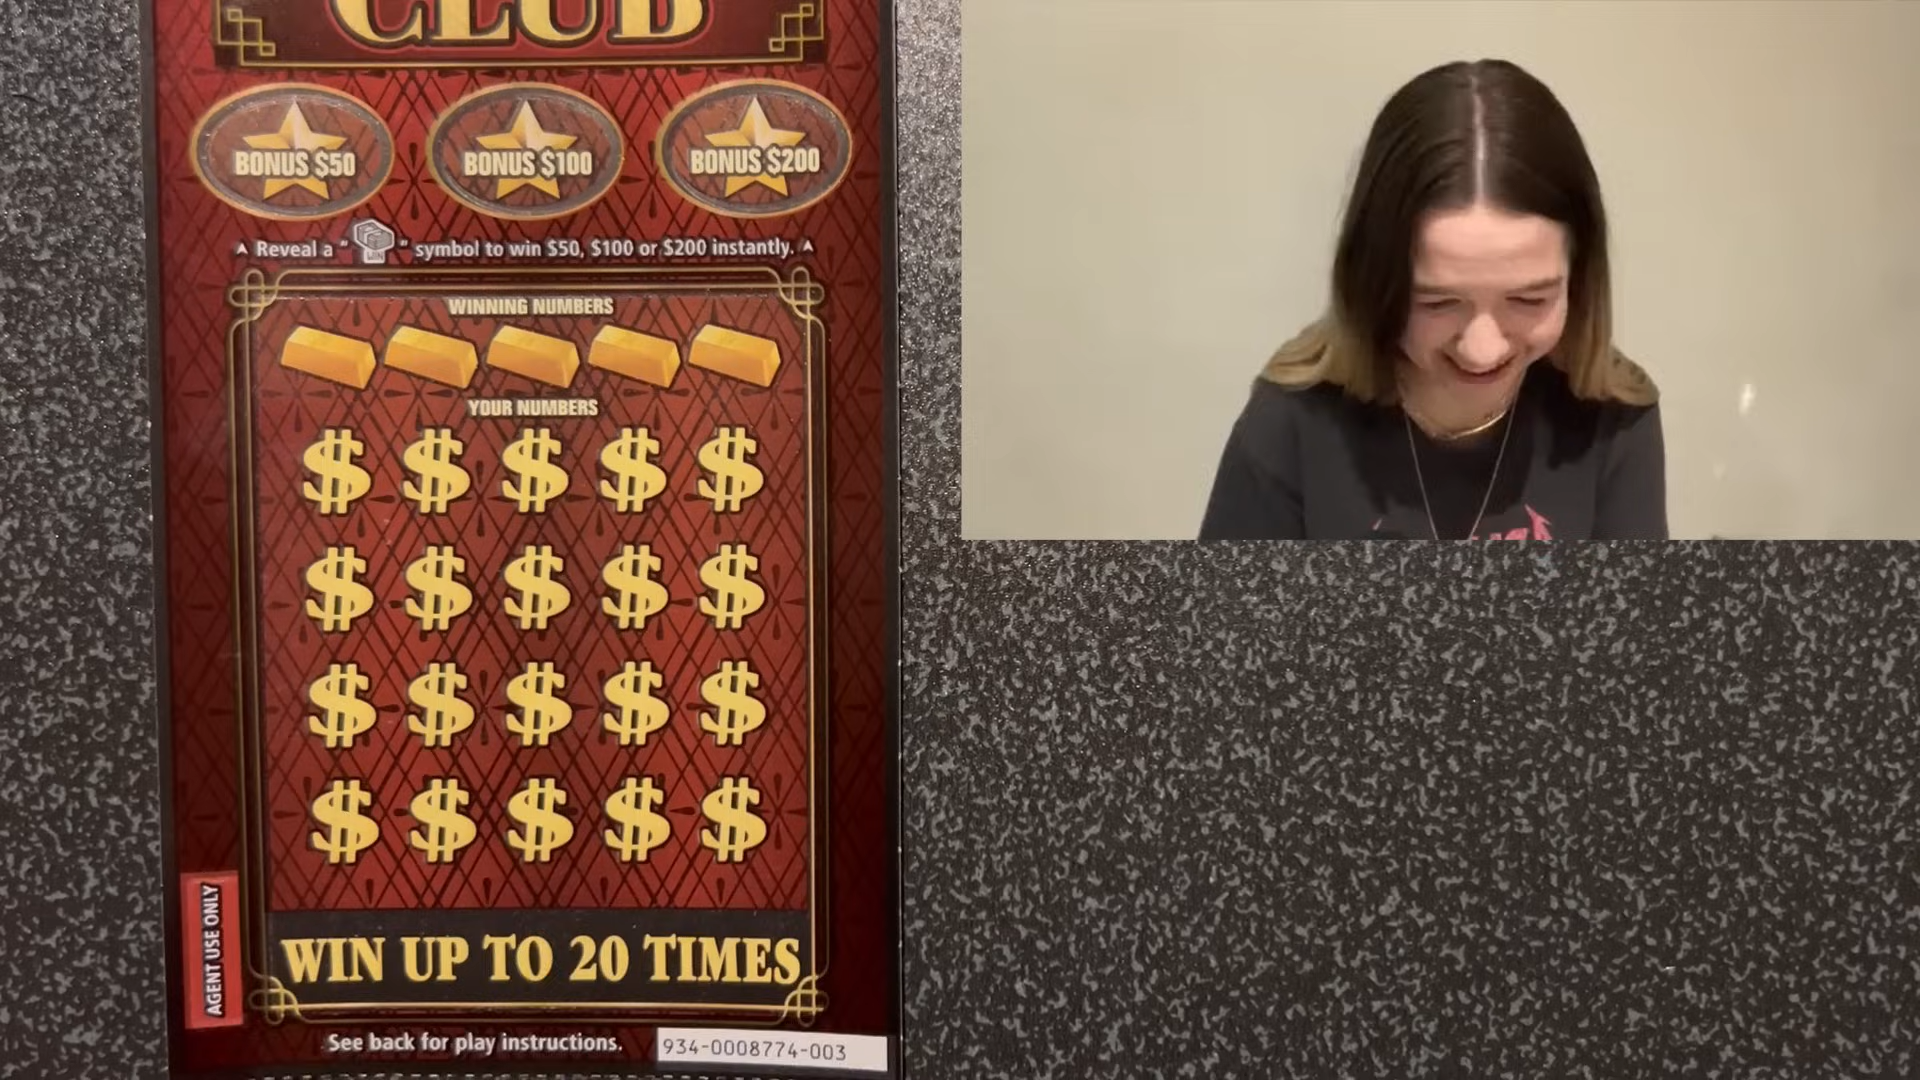 CLUB
BONUS $50
BONUS $100
BONUS $200
Reveal a "WIN" symbol to win $50, $100 or $200 instantly.
WINNING NUMBERS
YOUR NUMBERS
$ $ $ $ $
$ $ $ $ $
$ $ $ $ $
$ $ $ $ $
AGENT USE ONLY
WIN UP TO 20 TIMES
See back for play instructions.
934-0008774-003